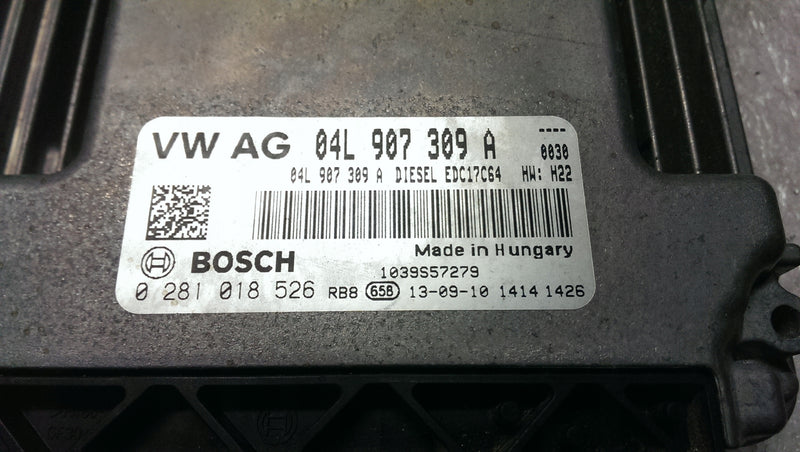 VW AG 04L 907 309 A ---- 0030
04L 907 309 A DIESEL EDC17C64 HW: H22
BOSCH Made in Hungary
1039S57279
0 281 018 526 RB8 65B 13-09-10 1414 1426